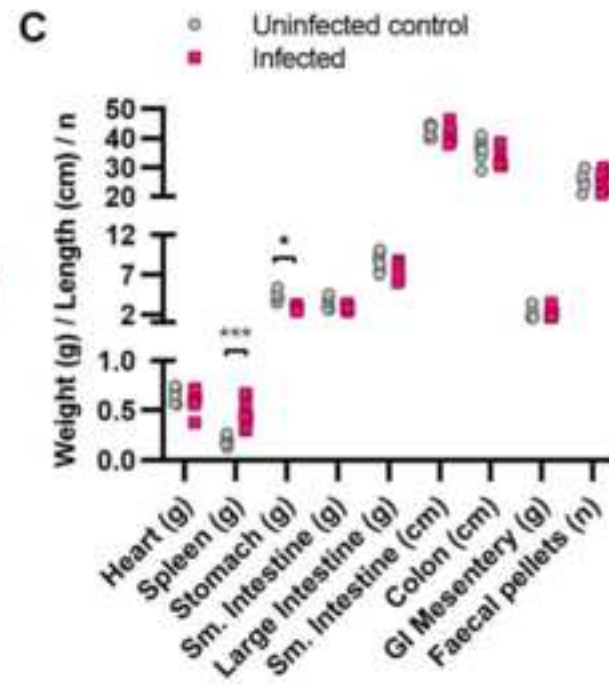 C
Uninfected control
Infected
Weight (g) / Length (cm) / n
50
40
30
20
12
7
2
1.0
0.5
0.0
*
***
Heart (g)
Spleen (g)
Stomach (g)
Sm. Intestine (g)
Large Intestine (g)
Sm. Intestine (cm)
Colon (cm)
GI Mesentery (g)
Faecal pellets (n)